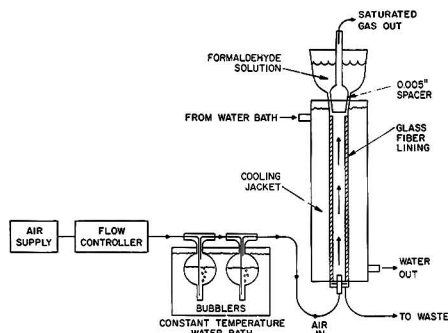 SATURATED
GAS OUT
FORMALDEHYDE
SOLUTION
0.005"
SPACER
FROM WATER BATH
GLASS
FIBER
LINING
COOLING
JACKET
AIR
SUPPLY
FLOW
CONTROLLER
WATER
OUT
BUBBLERS
CONSTANT TEMPERATURE
WATER BATH
AIR
IN
TO WASTE